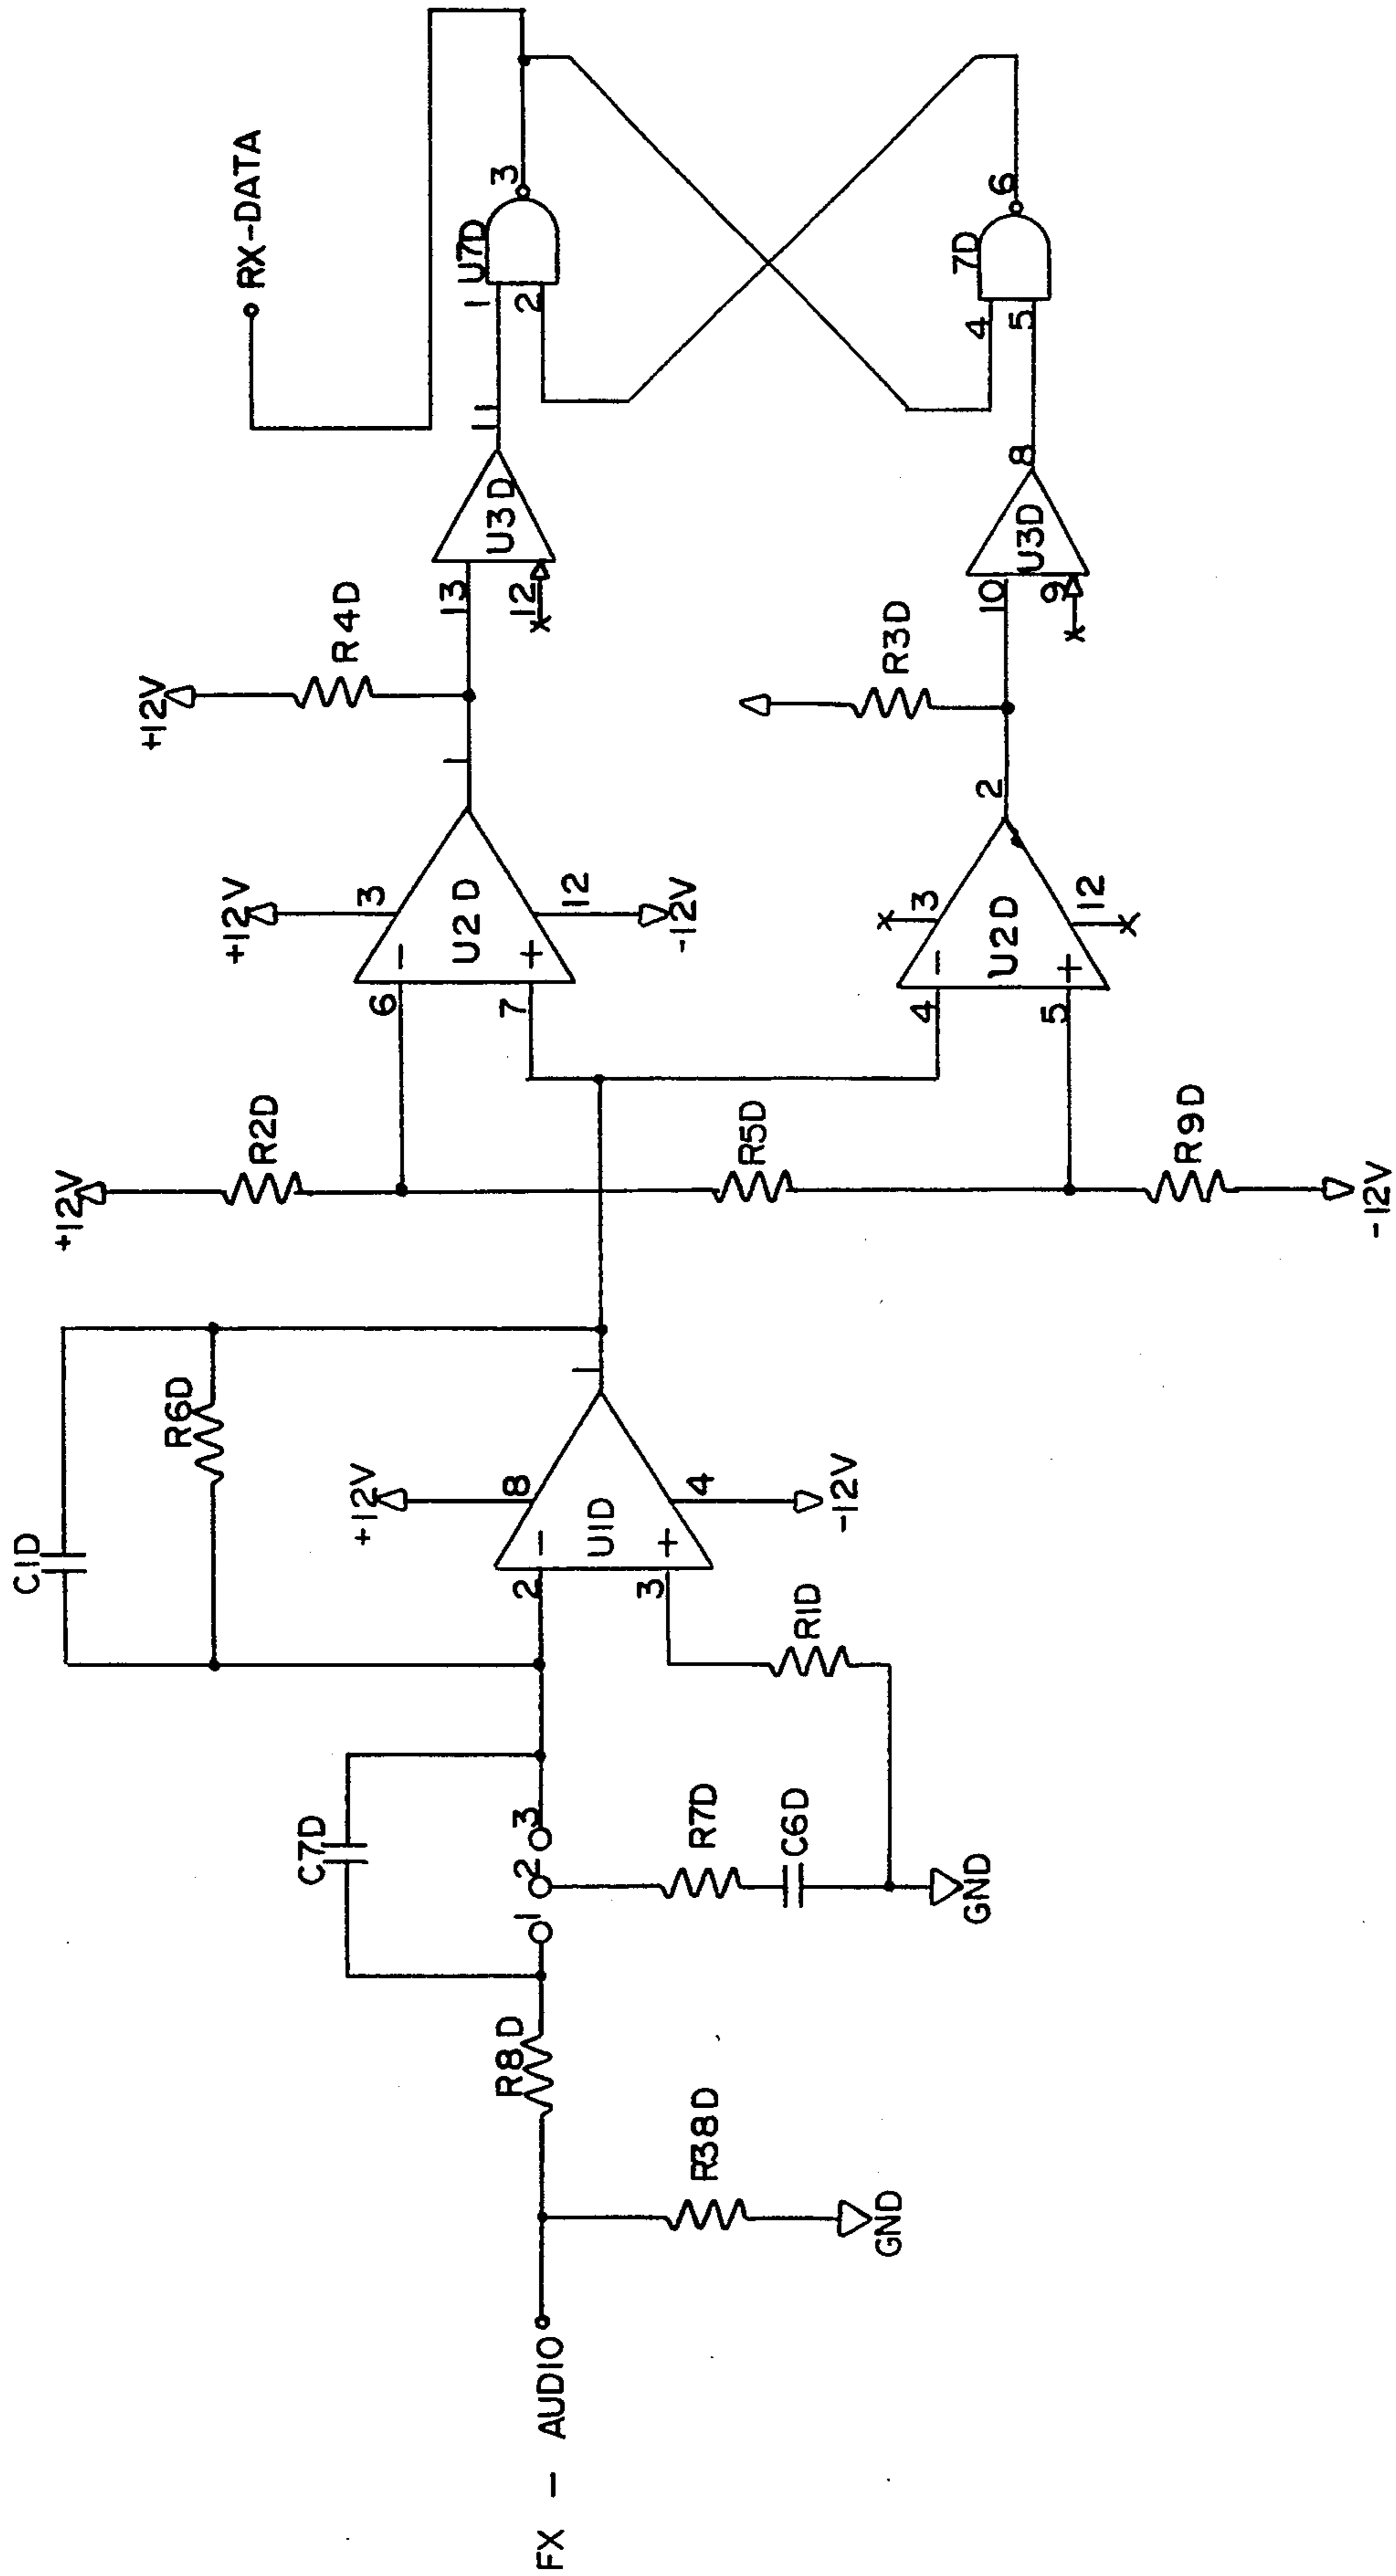 FX - AUDIO
R38D
GND
R8D
C7D
1
2
3
R7D
C6D
GND
R1D
C1D
R6D
2
3
U1D
-
+
+12V
8
4
-12V
1
+12V
R2D
R5D
R9D
-12V
6
7
-
+
U2D
+12V
3
12
-12V
1
4
5
-
+
U2D
3
12
x
x
2
+12V
R4D
R3D
13
12
x
U3D
11
10
9
x
U3D
8
1
2
U7D
3
4
5
7D
6
RX-DATA